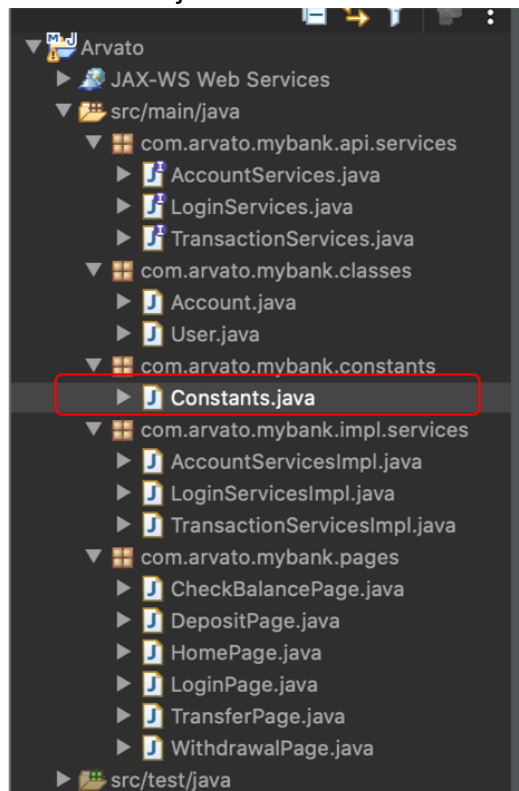 Arvato
JAX-WS Web Services
src/main/java
com.arvato.mybank.api.services
AccountServices.java
LoginServices.java
TransactionServices.java
com.arvato.mybank.classes
Account.java
User.java
com.arvato.mybank.constants
Constants.java
com.arvato.mybank.impl.services
AccountServicesImpl.java
LoginServicesImpl.java
TransactionServicesImpl.java
com.arvato.mybank.pages
CheckBalancePage.java
DepositPage.java
HomePage.java
LoginPage.java
TransferPage.java
WithdrawalPage.java
src/test/java